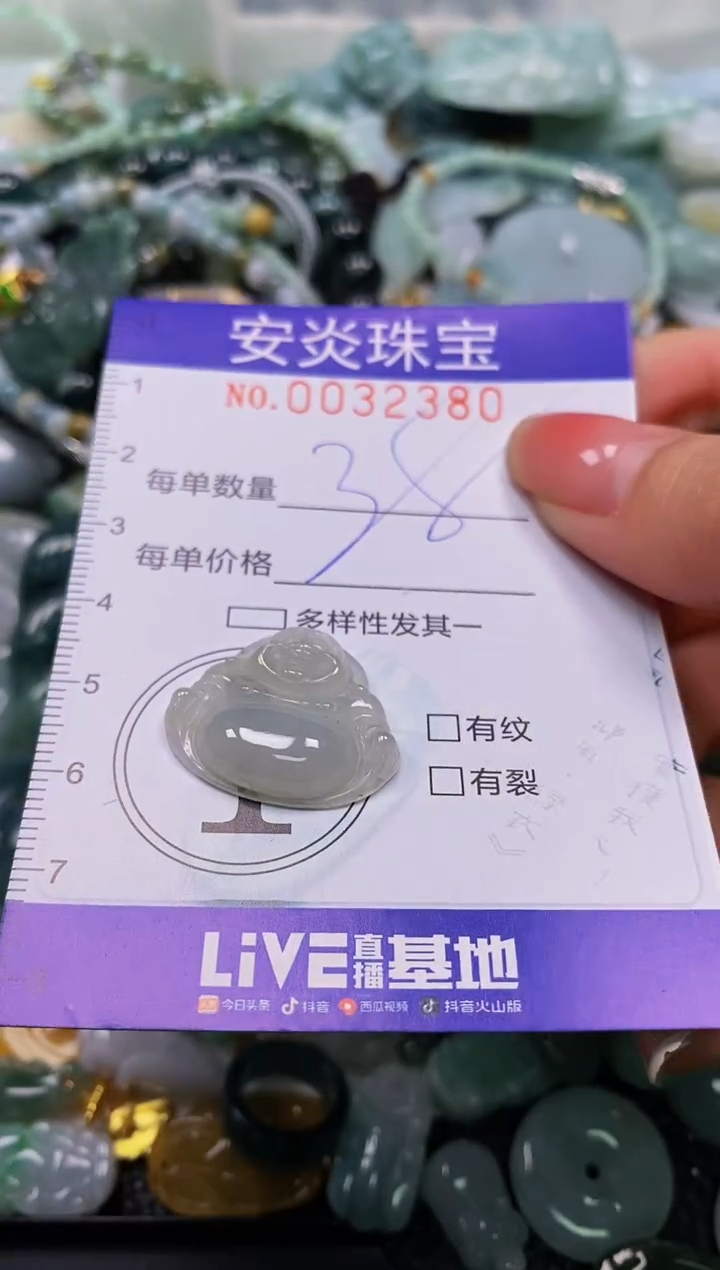 安炎珠宝
NO.0032380
1
2
每单数量
38
3
每单价格
4
多样性发其一
5
有纹
6
有裂
1
7
LiVE直播基地
今日头条 抖音 西瓜视频 抖音火山版